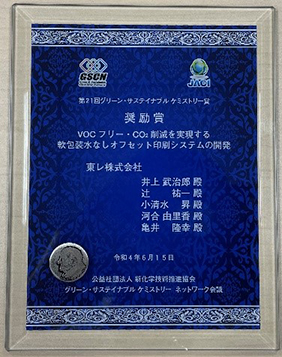 GSCN
JACI
第21回グリーン・サステイナブル ケミストリー賞
奨励賞
VOCフリー・CO₂削減を実現する
軟包装水なしオフセット印刷システムの開発
東レ株式会社
井上 武治郎 殿
辻 祐一 殿
小清水 昇 殿
河合 由里香 殿
亀井 隆幸 殿
令和4年6月15日
公益社団法人 新化学技術推進協会
グリーン・サステイナブル ケミストリー ネットワーク会議